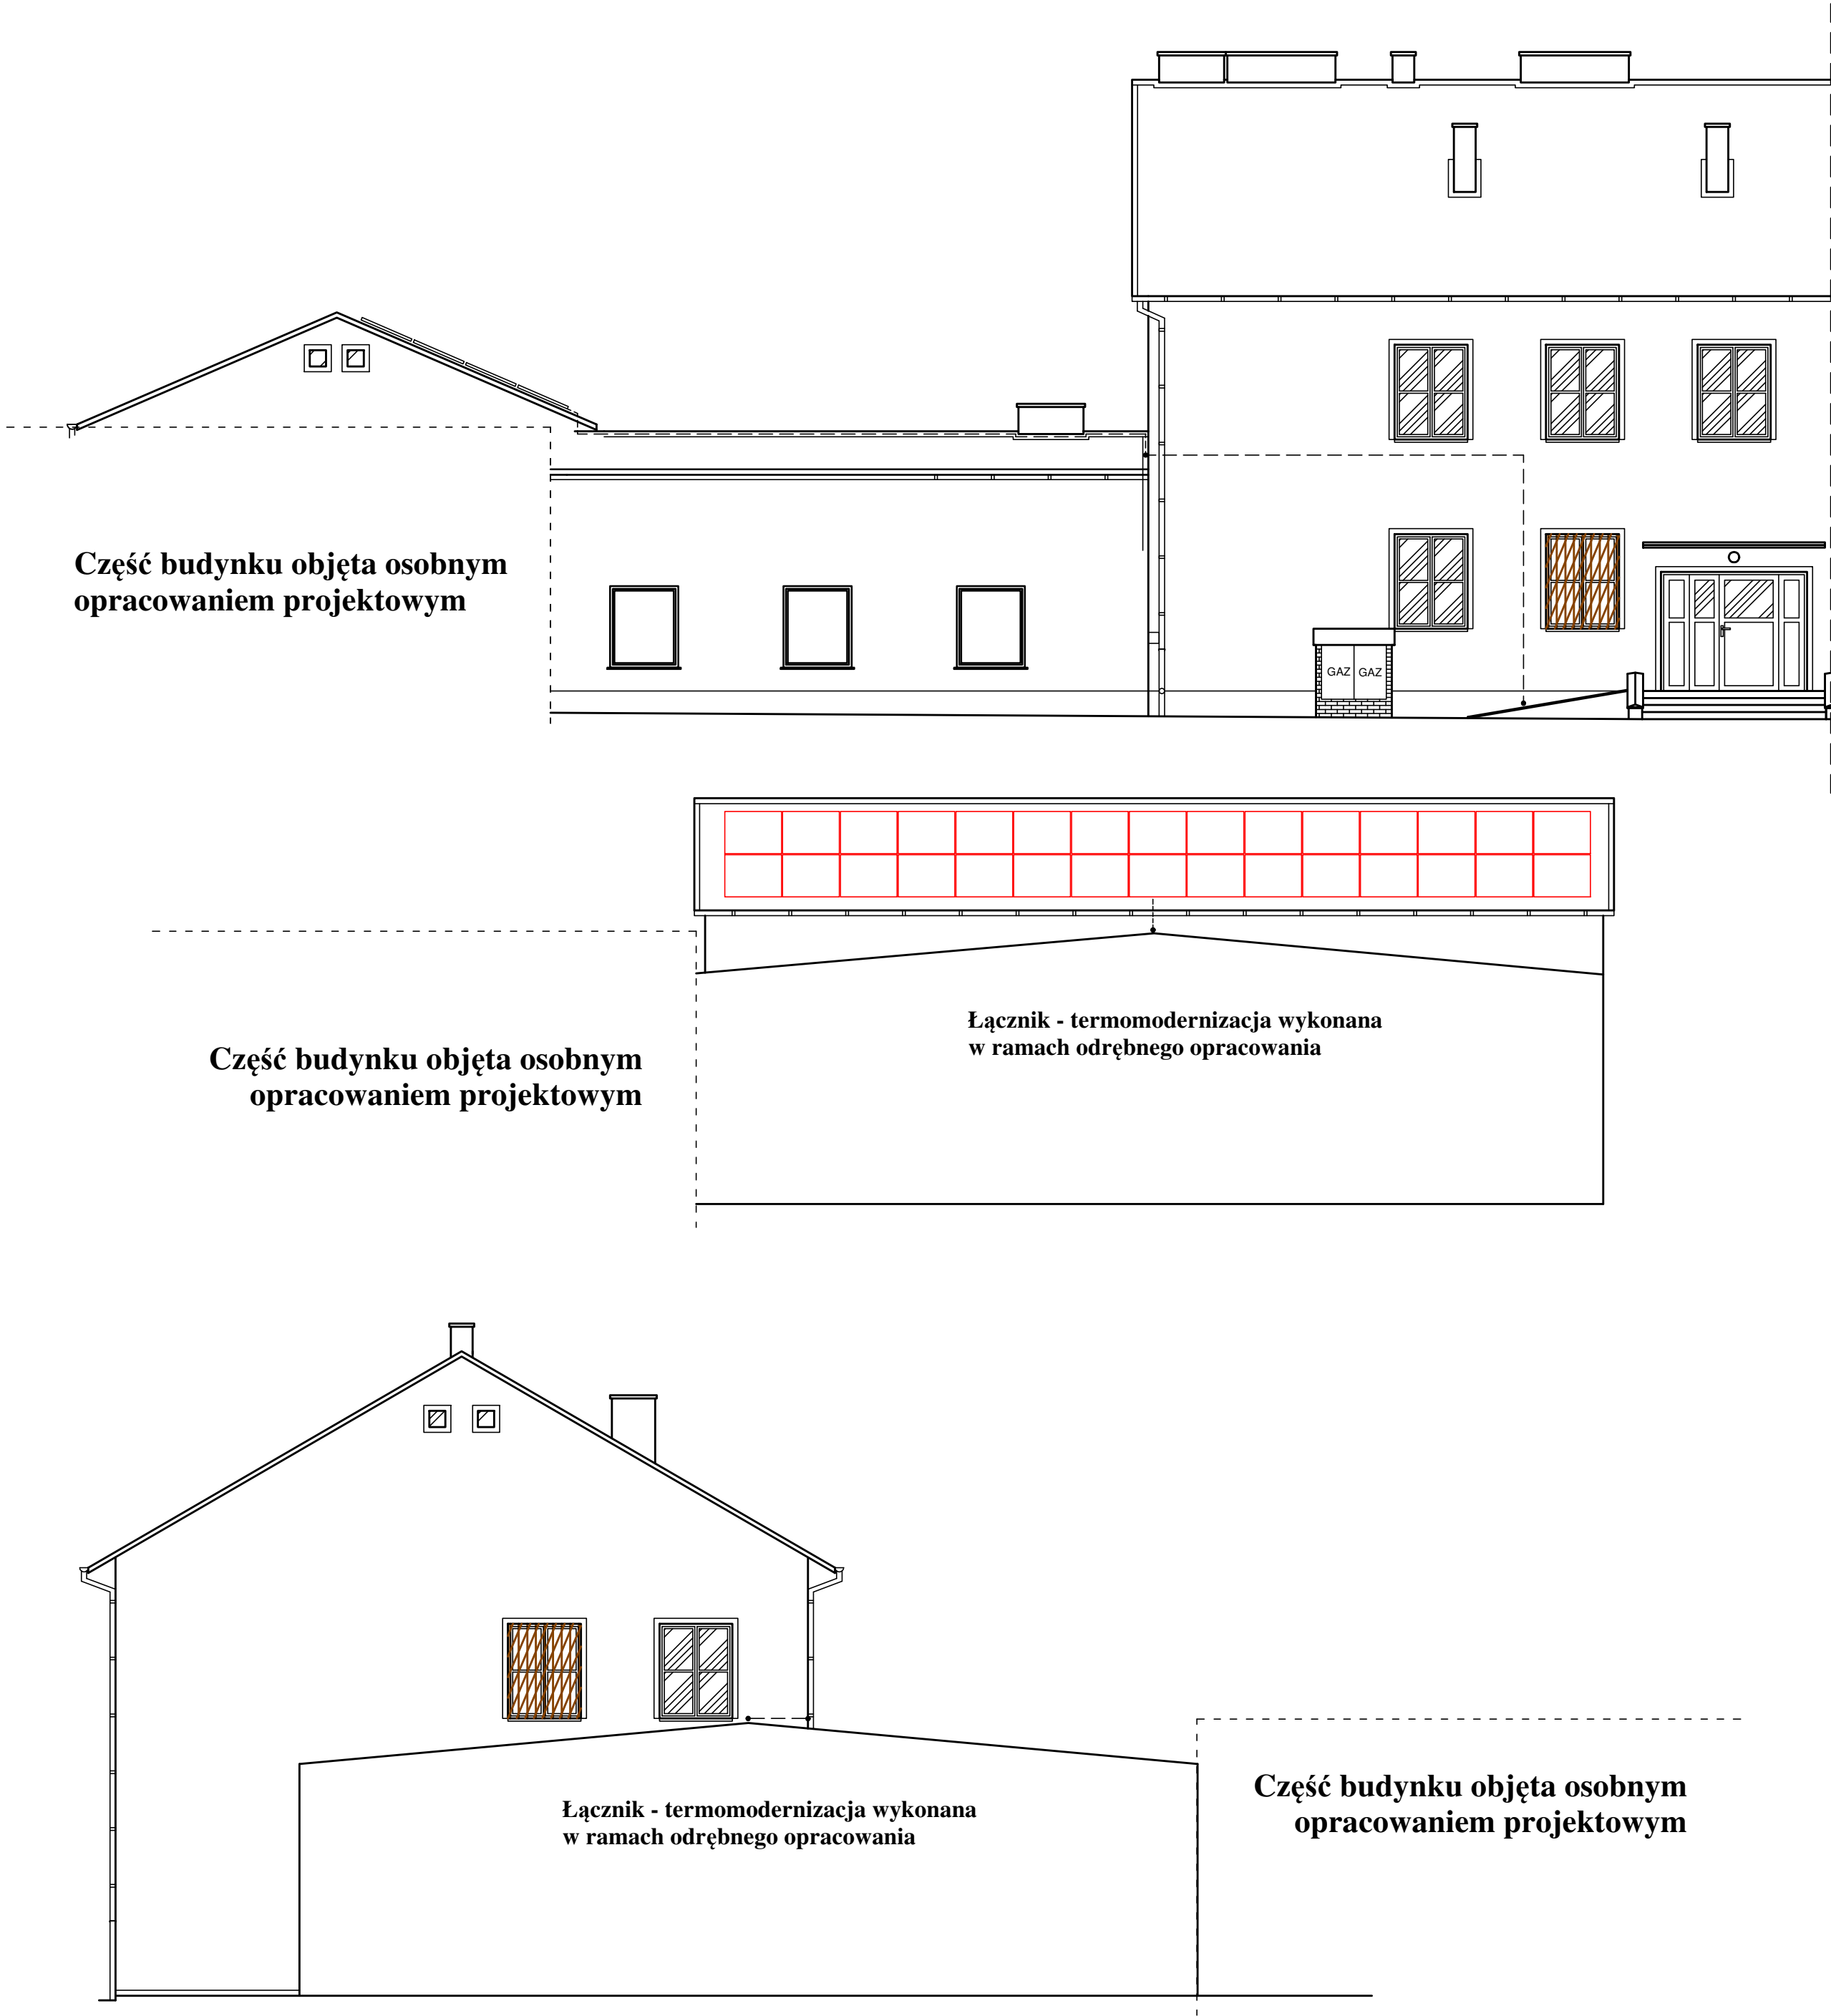 Część budynku objęta osobnym
opracowaniem projektowym
GAZ GAZ
Łącznik - termomodernizacja wykonana
w ramach odrębnego opracowania
Część budynku objęta osobnym
opracowaniem projektowym
Łącznik - termomodernizacja wykonana
w ramach odrębnego opracowania
Część budynku objęta osobnym
opracowaniem projektowym